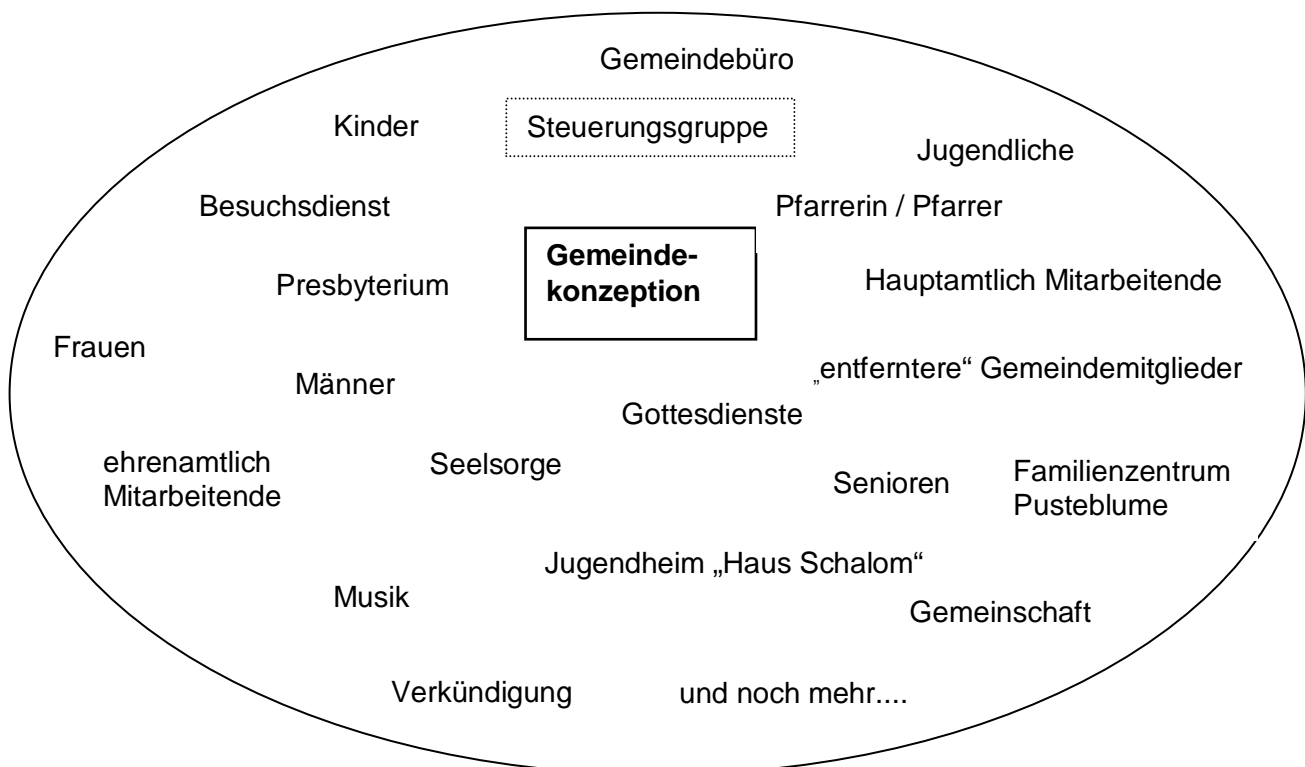 Gemeindebüro
Kinder
Steuerungsgruppe
Jugendliche
Besuchsdienst
Pfarrerin / Pfarrer
Gemeinde-
konzeption
Presbyterium
Hauptamtlich Mitarbeitende
Frauen
Männer
„entferntere“ Gemeindemitglieder
Gottesdienste
ehrenamtlich
Mitarbeitende
Seelsorge
Senioren
Familienzentrum
Pusteblume
Jugendheim „Haus Schalom“
Musik
Gemeinschaft
Verkündigung
und noch mehr....